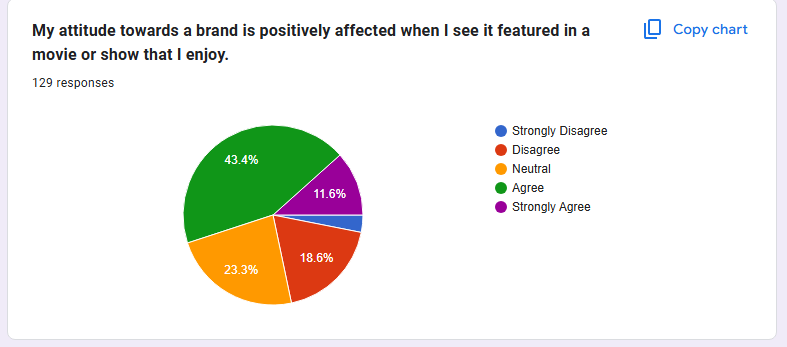 My attitude towards a brand is positively affected when I see it featured in a
movie or show that I enjoy.
Copy chart
129 responses
43.4%
11.6%
18.6%
23.3%
Strongly Disagree
Disagree
Neutral
Agree
Strongly Agree